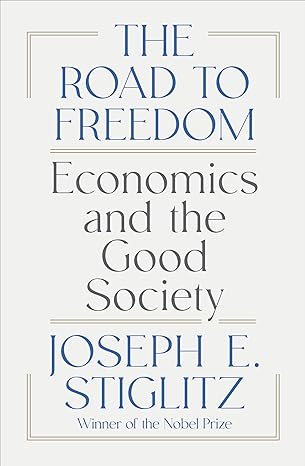 THE
ROAD TO
FREEDOM
Economics
and the
Good
Society
JOSEPH E.
STIGLITZ
Winner of the Nobel Prize